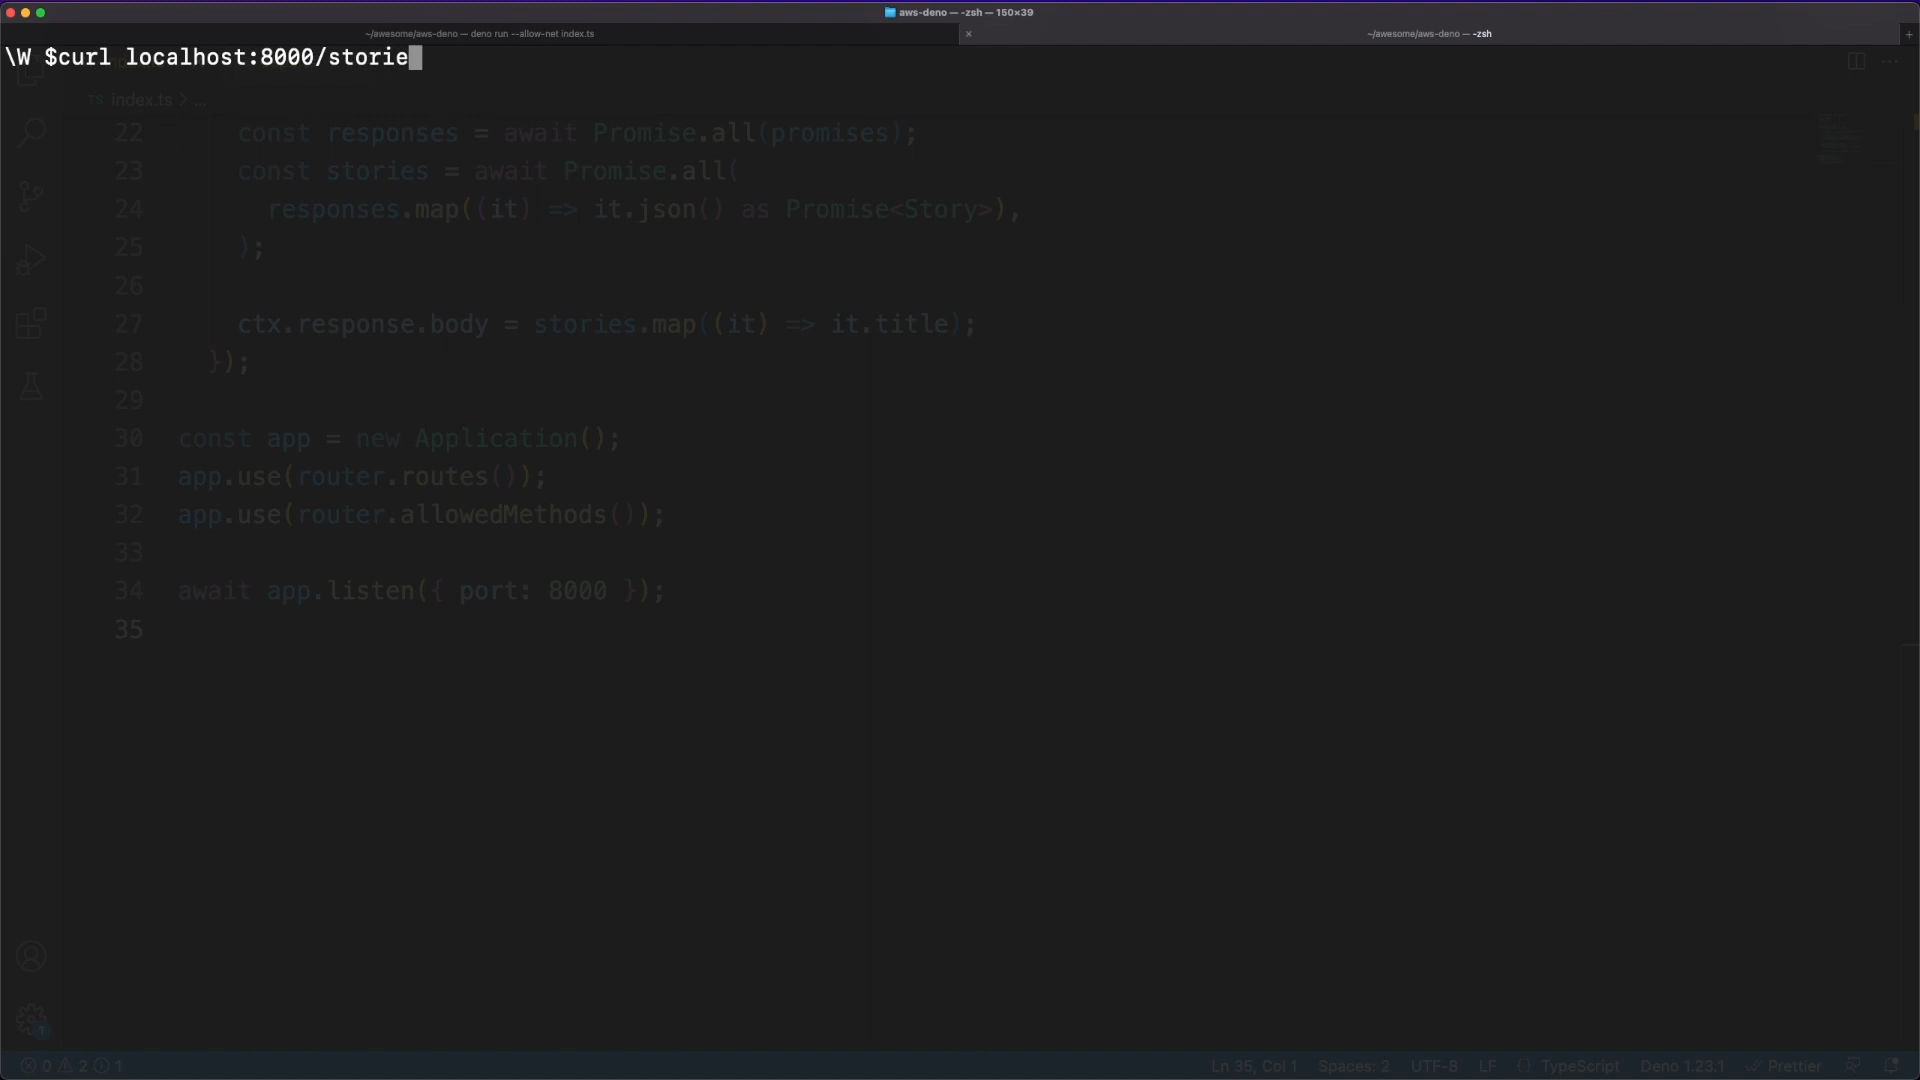 aws-deno — -zsh — 150×39
~/awesome/aws-deno — deno run --allow-net index.ts
~/awesome/aws-deno — -zsh
\W $curl localhost:8000/storie
TS index.ts > ...
22 const responses = await Promise.all(promises);
23 const stories = await Promise.all(
24 responses.map((it) => it.json() as Promise<Story>),
25 );
26
27 ctx.response.body = stories.map((it) => it.title);
28 });
29
30 const app = new Application();
31 app.use(router.routes());
32 app.use(router.allowedMethods());
33
34 await app.listen({ port: 8000 });
35
1
0 2 1 Ln 35, Col 1 Spaces: 2 UTF-8 LF {} TypeScript Deno 1.23.1 Prettier